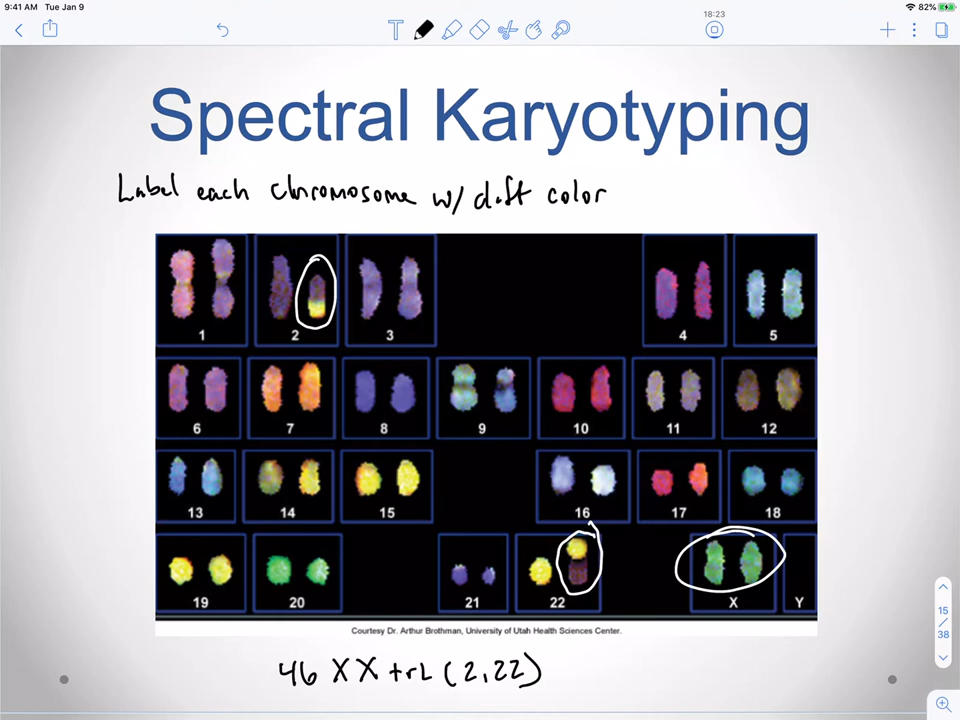 9:41 AM Tue Jan 9
82%
18:23
Spectral Karyotyping
Label each chromosome w/ diff color
1 2 3 4 5
6 7 8 9 10 11 12
13 14 15 16 17 18
19 20 21 22 X Y
Courtesy Dr. Arthur Brothman, University of Utah Health Sciences Center.
46 XX trl (2,22)
15
/
38